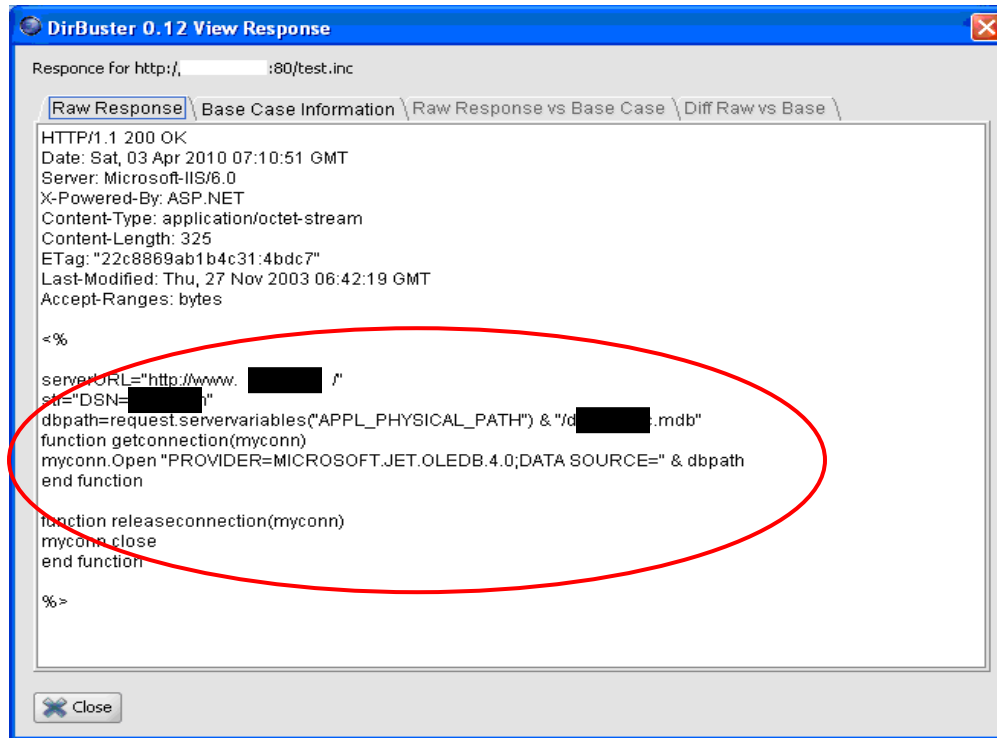 DirBuster 0.12 View Response
Responce for http:/, :80/test.inc
Raw Response \ Base Case Information \ Raw Response vs Base Case \ Diff Raw vs Base \
HTTP/1.1 200 OK
Date: Sat, 03 Apr 2010 07:10:51 GMT
Server: Microsoft-IIS/6.0
X-Powered-By: ASP.NET
Content-Type: application/octet-stream
Content-Length: 325
ETag: "22c8869ab1b4c31:4bdc7"
Last-Modified: Thu, 27 Nov 2003 06:42:19 GMT
Accept-Ranges: bytes
<%
serverURL="http://www. /"
str="DSN= "
dbpath=request.servervariables("APPL_PHYSICAL_PATH") & "/d .mdb"
function getconnection(myconn)
myconn.Open "PROVIDER=MICROSOFT.JET.OLEDB.4.0;DATA SOURCE=" & dbpath
end function
function releaseconnection(myconn)
myconn.close
end function
%>
Close